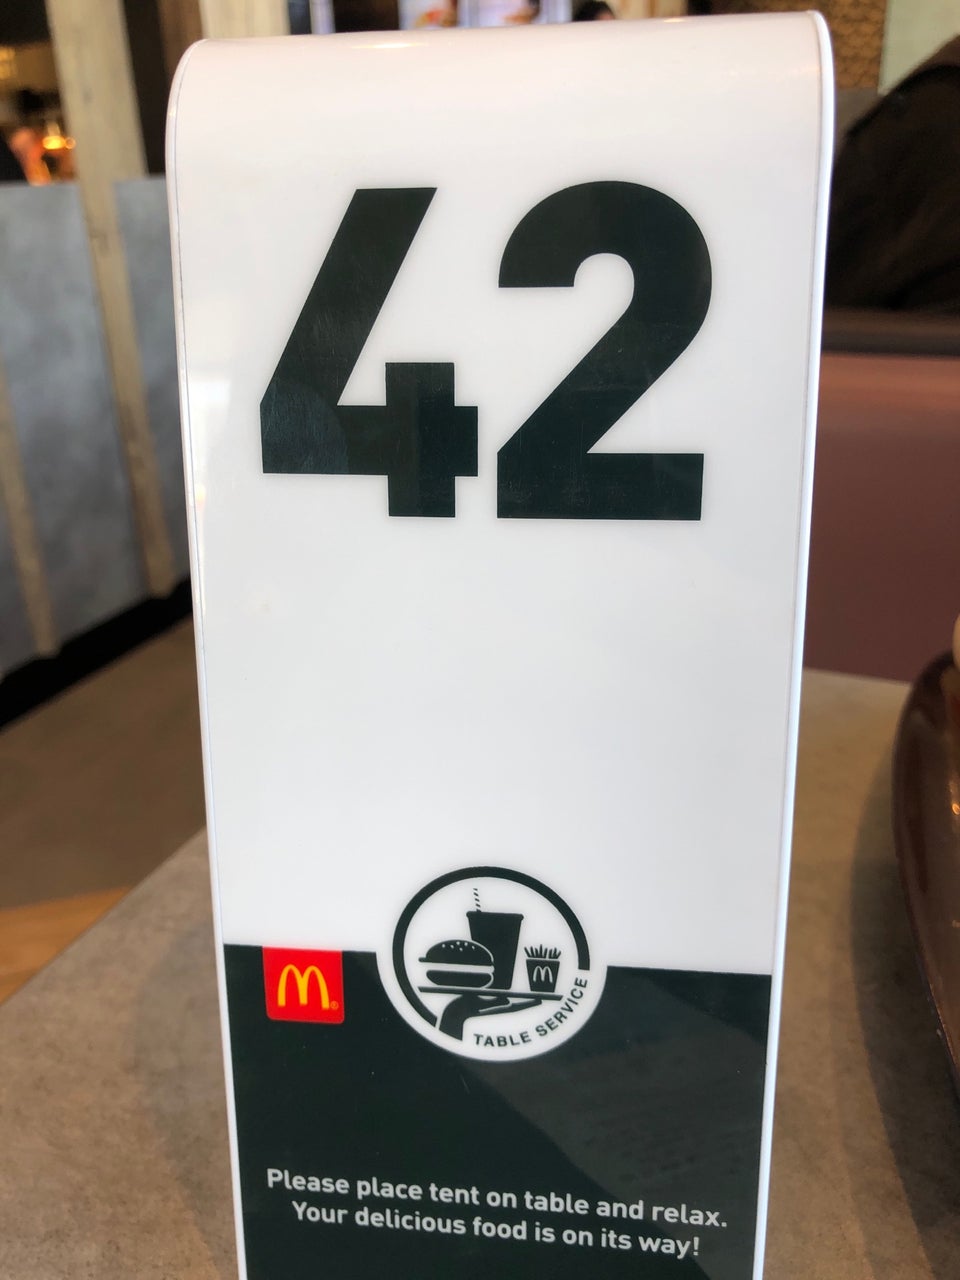 42
TABLE SERVICE
Please place tent on table and relax.
Your delicious food is on its way!